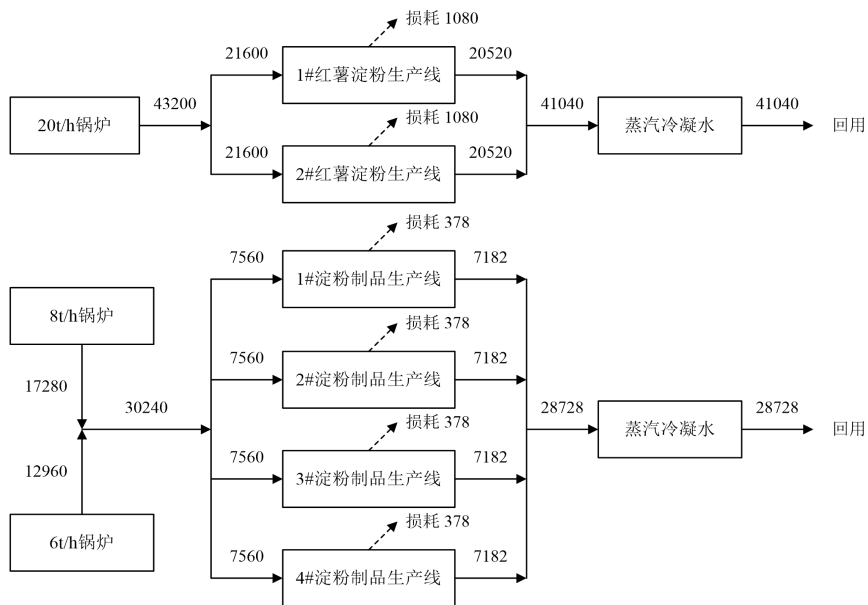 损耗 1080
21600
1#红薯淀粉生产线
20520
20t/h锅炉
43200
损耗 1080
41040
蒸汽冷凝水
41040
回用
21600
2#红薯淀粉生产线
20520
损耗 378
7560
1#淀粉制品生产线
7182
8t/h锅炉
损耗 378
7560
2#淀粉制品生产线
7182
17280
30240
损耗 378
28728
蒸汽冷凝水
28728
回用
12960
7560
3#淀粉制品生产线
7182
6t/h锅炉
损耗 378
7560
4#淀粉制品生产线
7182